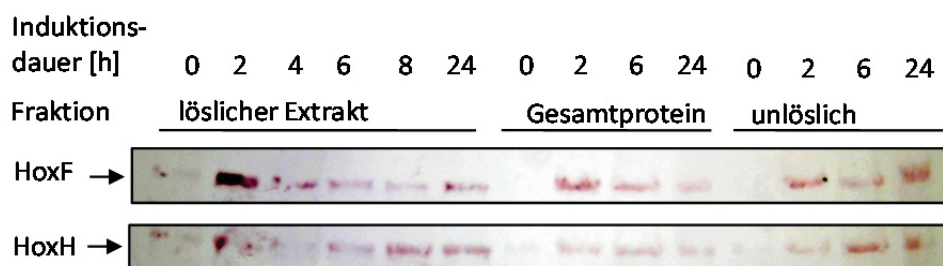 Induktions-
dauer [h] 0 2 4 6 8 24 0 2 6 24 0 2 6 24
Fraktion löslicher Extrakt Gesamtprotein unlöslich
HoxF
HoxH